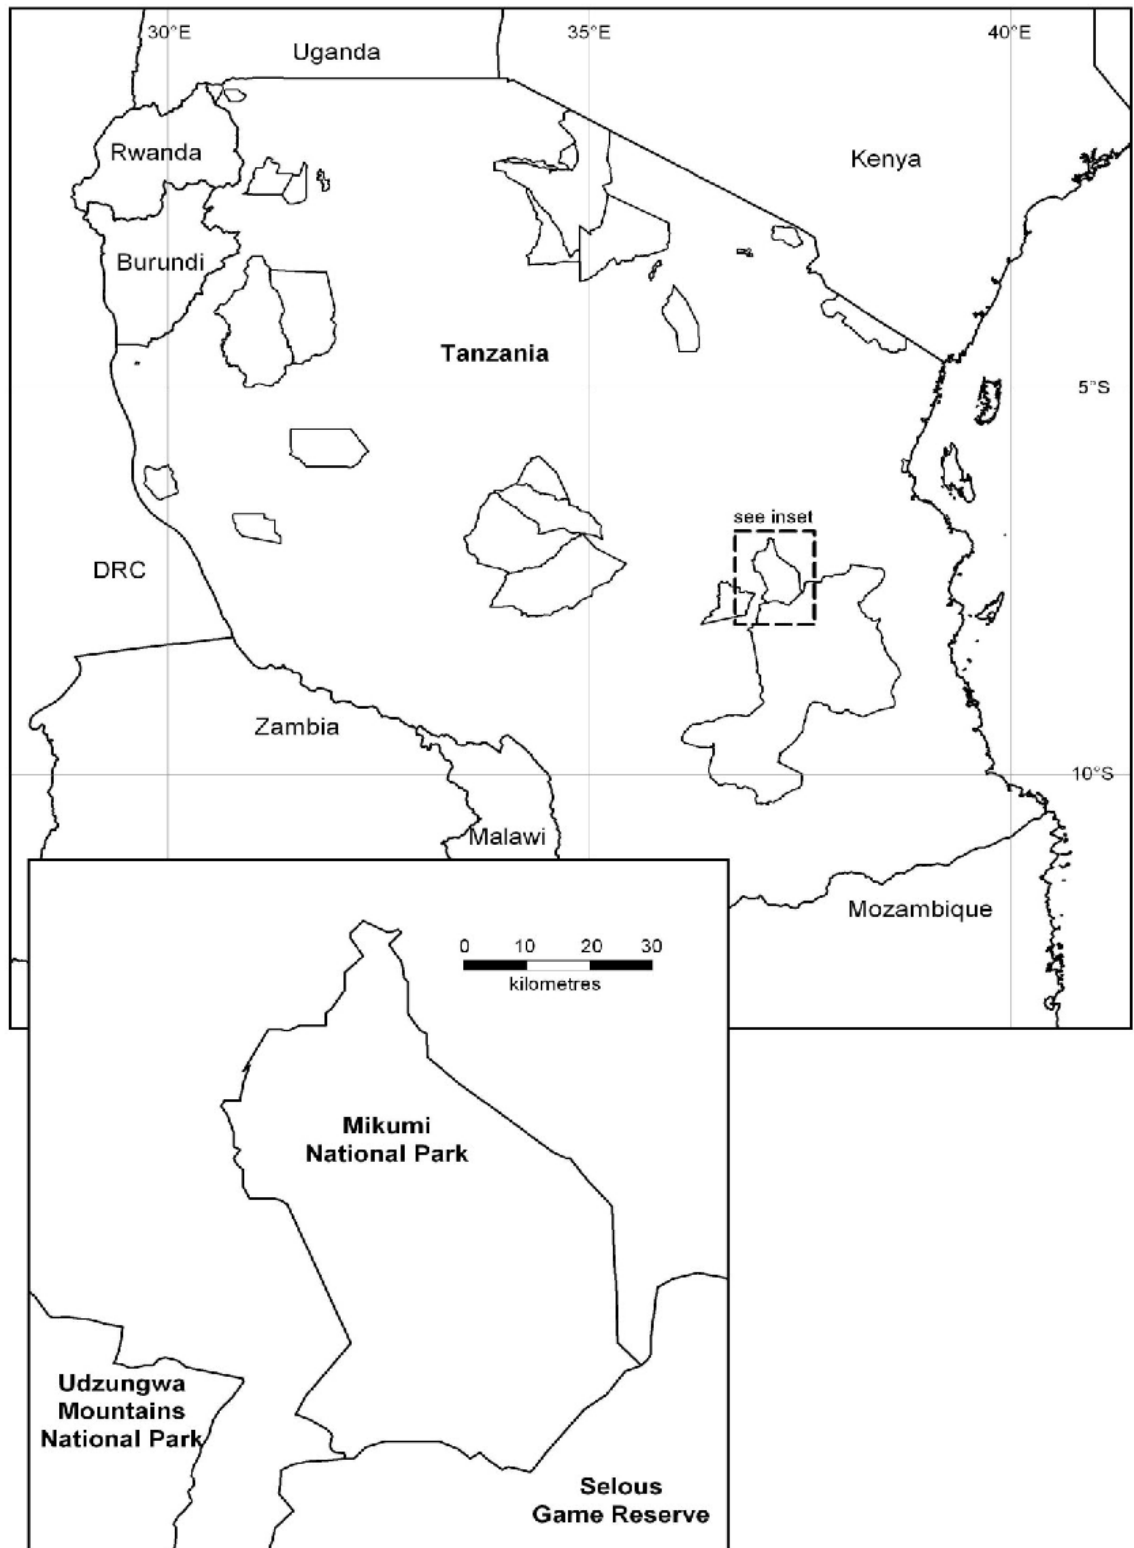 30°E
35°E
40°E
Uganda
Rwanda
Kenya
Burundi
Tanzania
5°S
see inset
DRC
Zambia
10°S
Malawi
Mozambique
0 10 20 30
kilometres
Mikumi
National Park
Udzungwa
Mountains
National Park
Selous
Game Reserve